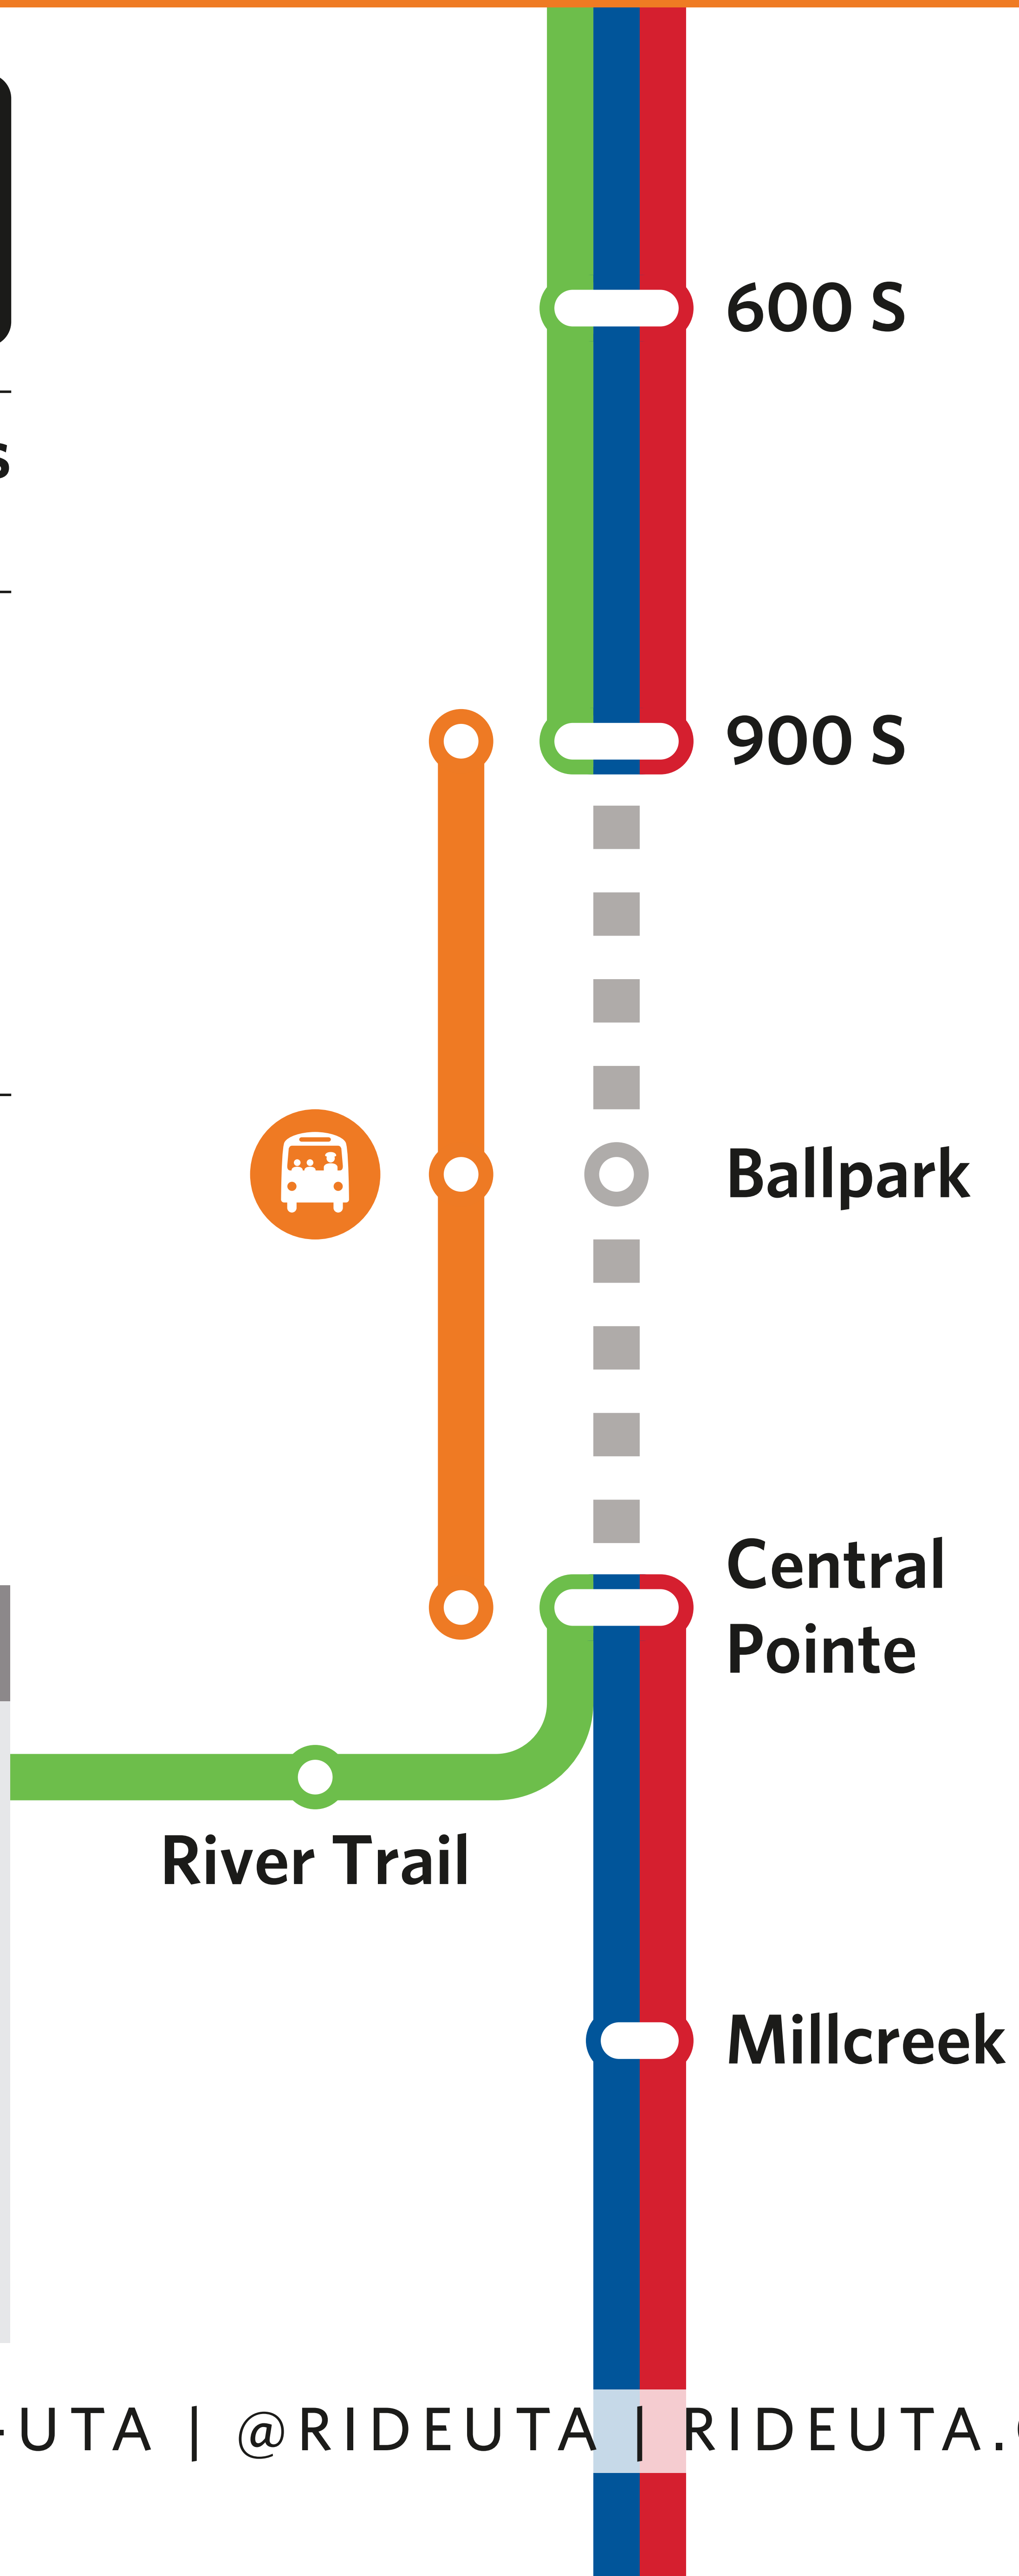 s
600 S
900 S
Ballpark
Central
Pointe
River Trail
Millcreek
-UTA | @RIDEUTA | RIDEUTA.